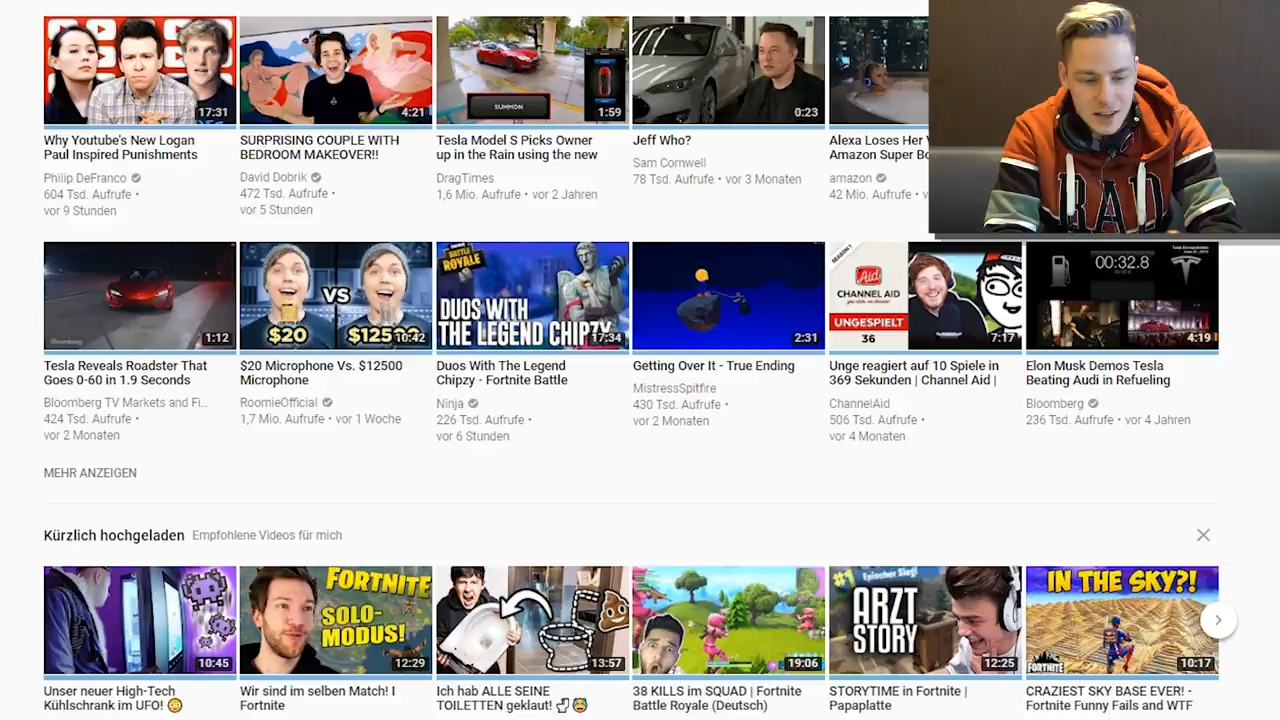 17:31
4:21
SUMMON
1:59
0:23
Why Youtube's New Logan
Paul Inspired Punishments
Philip DeFranco
604 Tsd. Aufrufe •
vor 9 Stunden
SURPRISING COUPLE WITH
BEDROOM MAKEOVER!!
David Dobrik
472 Tsd. Aufrufe •
vor 5 Stunden
Tesla Model S Picks Owner
up in the Rain using the new
DragTimes
1,6 Mio. Aufrufe • vor 2 Jahren
Jeff Who?
Sam Cornwell
78 Tsd. Aufrufe • vor 3 Monaten
Alexa Loses Her
Amazon Super
amazon
42 Mio. Aufrufe
RAD
Bloomberg
1:12
VS
$20
$12500
10:42
BATTLE
ROYALE
DUOS WITH
THE LEGEND CHIPZY
17:34
2:31
SEASON 1
Aid
CHANNEL AID
UNGESPIELT
36
7:17
00:32.8
TESLA
4:19
Tesla Reveals Roadster That
Goes 0-60 in 1.9 Seconds
Bloomberg TV Markets and Fi...
424 Tsd. Aufrufe •
vor 2 Monaten
$20 Microphone Vs. $12500
Microphone
RoomieOfficial
1,7 Mio. Aufrufe • vor 1 Woche
Duos With The Legend
Chipzy - Fortnite Battle
Ninja
226 Tsd. Aufrufe •
vor 6 Stunden
Getting Over It - True Ending
MistressSpitfire
430 Tsd. Aufrufe •
vor 2 Monaten
Unge reagiert auf 10 Spiele in
369 Sekunden | Channel Aid |
ChannelAid
506 Tsd. Aufrufe •
vor 4 Monaten
Elon Musk Demos Tesla
Beating Audi in Refueling
Bloomberg
236 Tsd. Aufrufe • vor 4 Jahren
MEHR ANZEIGEN
Kürzlich hochgeladen Empfohlene Videos für mich
10:45
FORTNITE
SOLO-
MODUS!
12:29
13:57
19:06
#1 Epischer Sieg!
ARZT
STORY
12:25
IN THE SKY?!
FORTNITE
10:17
Unser neuer High-Tech
Kühlschrank im UFO! 😳
Wir sind im selben Match! I
Fortnite
Ich hab ALLE SEINE
TOILETTEN geklaut! 🚽😭
38 KILLS im SQUAD | Fortnite
Battle Royale (Deutsch)
STORYTIME in Fortnite |
Papaplatte
CRAZIEST SKY BASE EVER! -
Fortnite Funny Fails and WTF